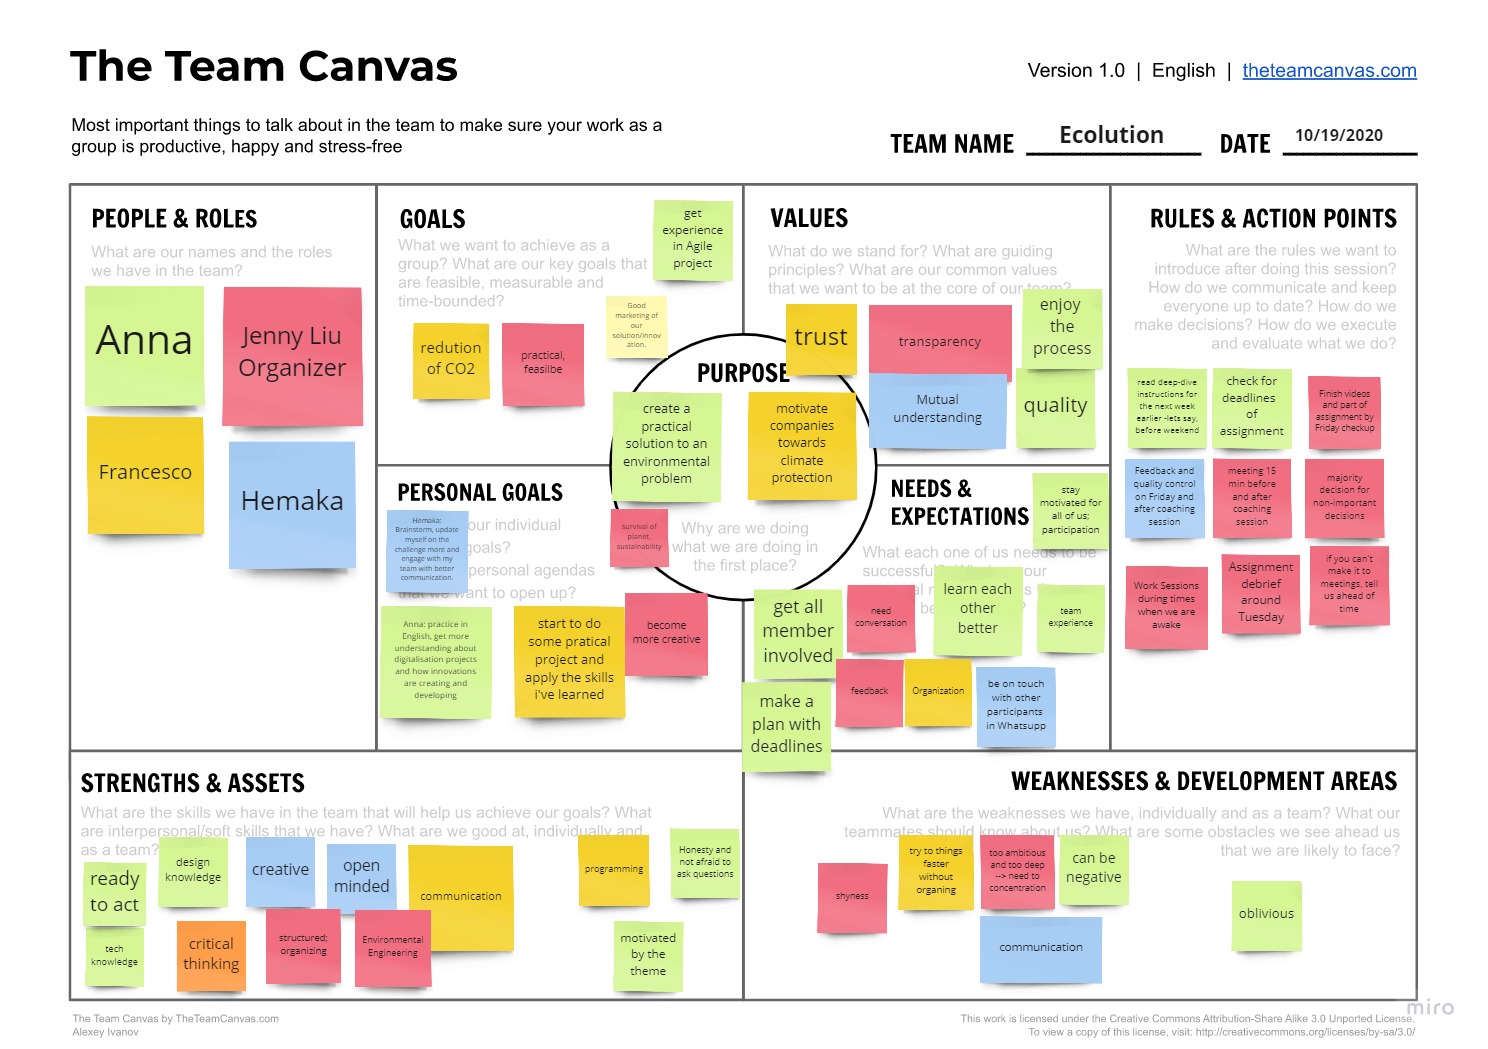 The Team Canvas
Version 1.0 | English | theteamcanvas.com
Most important things to talk about in the team to make sure your work as a
group is productive, happy and stress-free
TEAM NAME Ecolution DATE 10/19/2020
PEOPLE & ROLES
What are our names and the roles
we have in the team?
Anna
Jenny Liu
Organizer
Francesco
Hemaka
GOALS
What we want to achieve as a
group? What are our key goals that
are feasible, measurable and
time-bounded?
get
experience
in Agile
project
Good
marketing of
our
solution/innov
ation.
redution
of CO2
practical,
feasilbe
PURPOSE
create a
practical
solution to an
environmental
problem
motivate
companies
towards
climate
protection
survival of
planet,
sustainability
Why are we doing
what we are doing in
the first place?
VALUES
What do we stand for? What are guiding
principles? What are our common values
that we want to be at the core of our team?
trust
transparency
enjoy
the
process
Mutual
understanding
quality
RULES & ACTION POINTS
What are the rules we want to
introduce after doing this session?
How do we communicate and keep
everyone up to date? How do we
make decisions? How do we execute
and evaluate what we do?
read deep-dive
instructions for
the next week
earlier -lets say,
before weekend
check for
deadlines
of
assignment
Finish videos
and part of
assignment by
Friday checkup
Feedback and
quality control
on Friday and
after coaching
session
meeting 15
min before
and after
coaching
session
majority
decision for
non-important
decisions
Work Sessions
during times
when we are
awake
Assignment
debrief
around
Tuesday
if you can't
make it to
meetings, tell
us ahead of
time
PERSONAL GOALS
our individual
goals?
personal agendas
that we want to open up?
Hemaka:
Brainstorm, update
myself on the
challenge more and
engage with my
team with better
communication.
Anna: practice in
English, get more
understanding about
digitalisation projects
and how innovations
are creating and
developing
start to do
some pratical
project and
apply the skills
i've learned
become
more creative
NEEDS &
EXPECTATIONS
What each one of us needs to be
successful?
stay
motivated for
all of us;
participation
get all
member
involved
need
conversation
learn each
other
better
team
experience
make a
plan with
deadlines
feedback
Organization
be on touch
with other
participants
in Whatsupp
STRENGTHS & ASSETS
What are the skills we have in the team that will help us achieve our goals? What
are interpersonal/soft skills that we have? What are we good at, individually and
as a team?
ready
to act
design
knowledge
creative
open
minded
communication
programming
Honesty and
not afraid to
ask questions
tech
knowledge
critical
thinking
structured;
organizing
Environmental
Engineering
motivated
by the
theme
WEAKNESSES & DEVELOPMENT AREAS
What are the weaknesses we have, individually and as a team? What our
teammates should know about us? What are some obstacles we see ahead us
that we are likely to face?
shyness
try to things
faster
without
organing
too ambitious
and too deep
--> need to
concentration
can be
negative
communication
oblivious
The Team Canvas by TheTeamCanvas.com
Alexey Ivanov
This work is licensed under the Creative Commons Attribution-Share Alike 3.0 Unported License.
To view a copy of this license, visit: http://creativecommons.org/licenses/by-sa/3.0/
miro